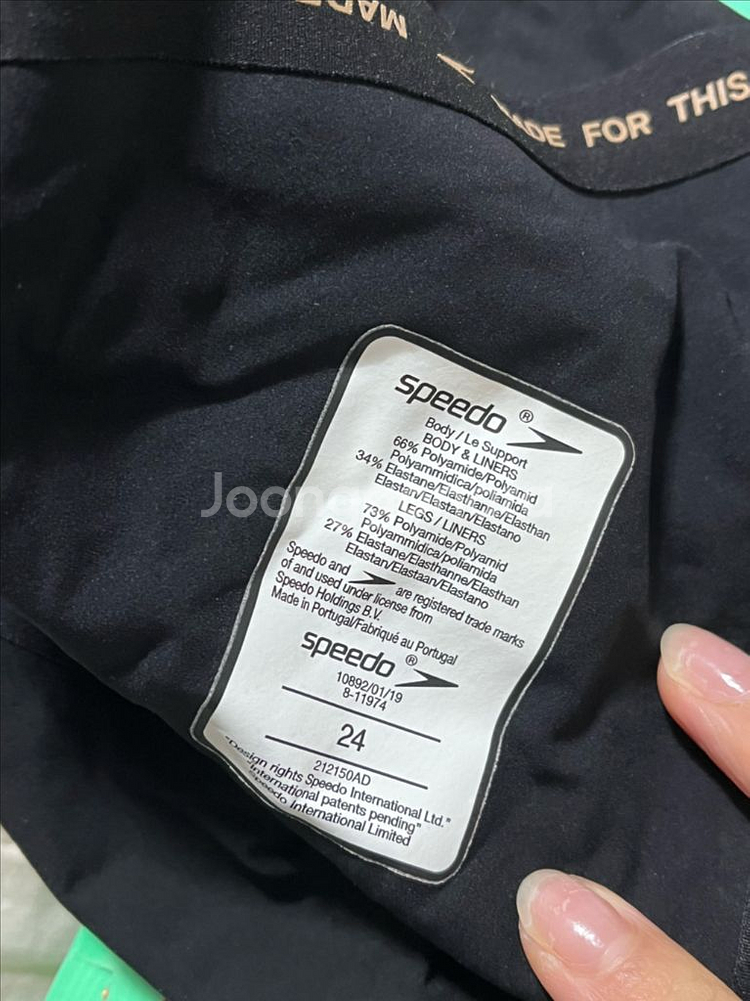 MADE
MADE FOR THIS
speedo®
Body / Le Support
BODY & LINERS
66% Polyamide/Polyamid
Polyammidica/poliamida
34% Elastane/Elasthanne/Elasthan
Elastan/Elastaan/Elastano
LEGS / LINERS
73% Polyamide/Polyamid
Polyammidica/poliamida
27% Elastane/Elasthanne/Elasthan
Elastan/Elastaan/Elastano
Speedo and are registered trade marks
of and used under license from
Speedo Holdings B.V.
Made in Portugal/Fabriqué au Portugal
speedo®
10892/01/19
8-11974
24
212150AD
"Design rights Speedo International Ltd."
"International patents pending"
Speedo International Limited